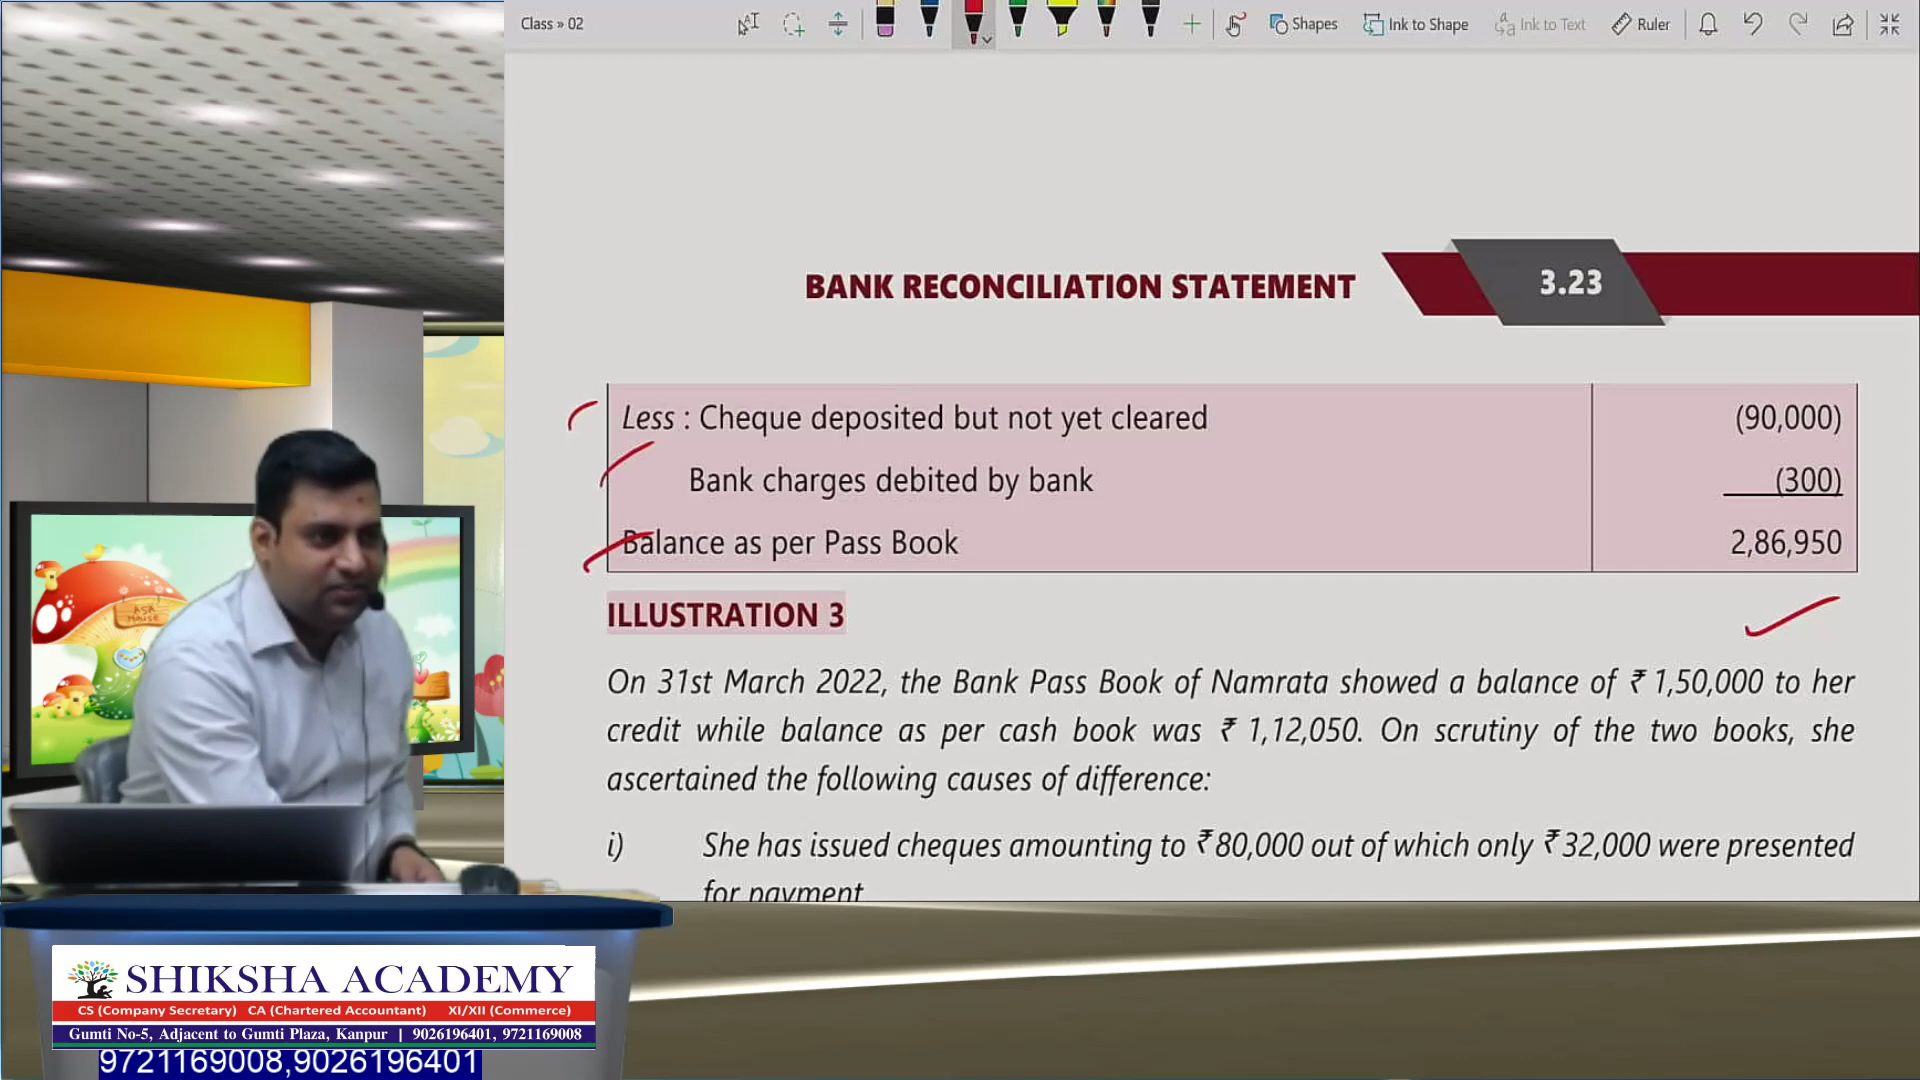 Class » 02
Shapes
Ink to Shape
Ink to Text
Ruler
BANK RECONCILIATION STATEMENT
3.23
Less : Cheque deposited but not yet cleared (90,000)
Bank charges debited by bank (300)
Balance as per Pass Book 2,86,950
ILLUSTRATION 3
On 31st March 2022, the Bank Pass Book of Namrata showed a balance of ₹ 1,50,000 to her
credit while balance as per cash book was ₹ 1,12,050. On scrutiny of the two books, she
ascertained the following causes of difference:
i) She has issued cheques amounting to ₹80,000 out of which only ₹32,000 were presented
for payment
SHIKSHA ACADEMY
CS (Company Secretary) CA (Chartered Accountant) XI/XII (Commerce)
Gumti No-5, Adjacent to Gumti Plaza, Kanpur | 9026196401, 9721169008
9721169008,9026196401